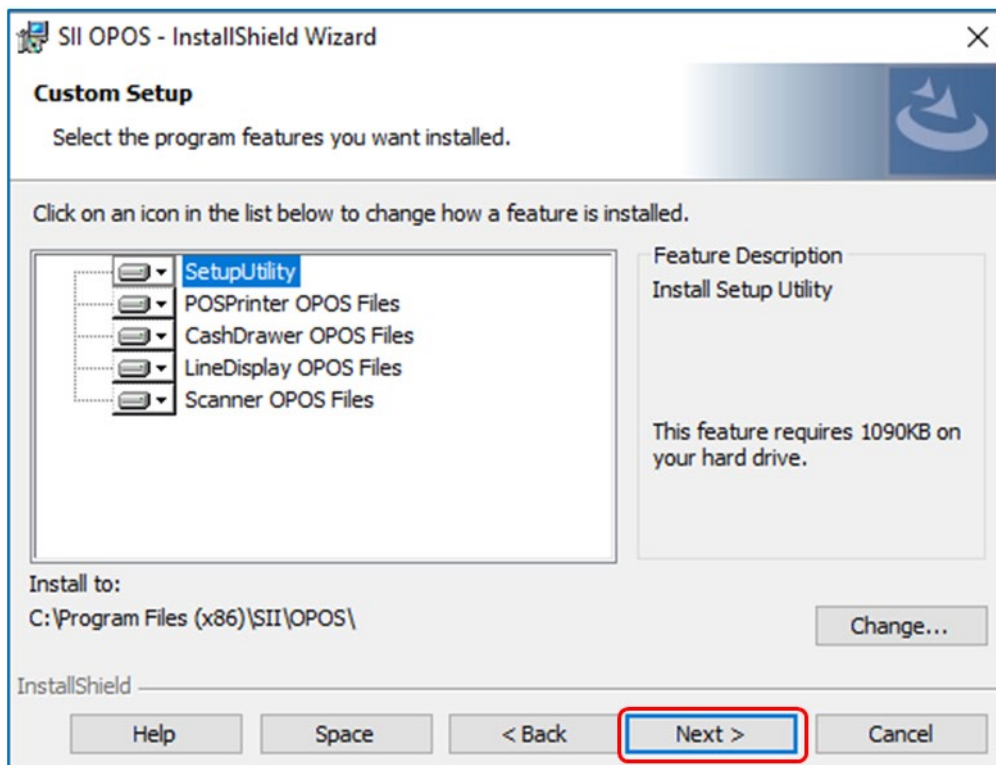 SII OPOS - InstallShield Wizard
Custom Setup
Select the program features you want installed.
Click on an icon in the list below to change how a feature is installed.
SetupUtility
POSPrinter OPOS Files
CashDrawer OPOS Files
LineDisplay OPOS Files
Scanner OPOS Files
Feature Description
Install Setup Utility
This feature requires 1090KB on
your hard drive.
Install to:
C:\Program Files (x86)\SII\OPOS\
Change...
InstallShield
Help
Space
< Back
Next >
Cancel